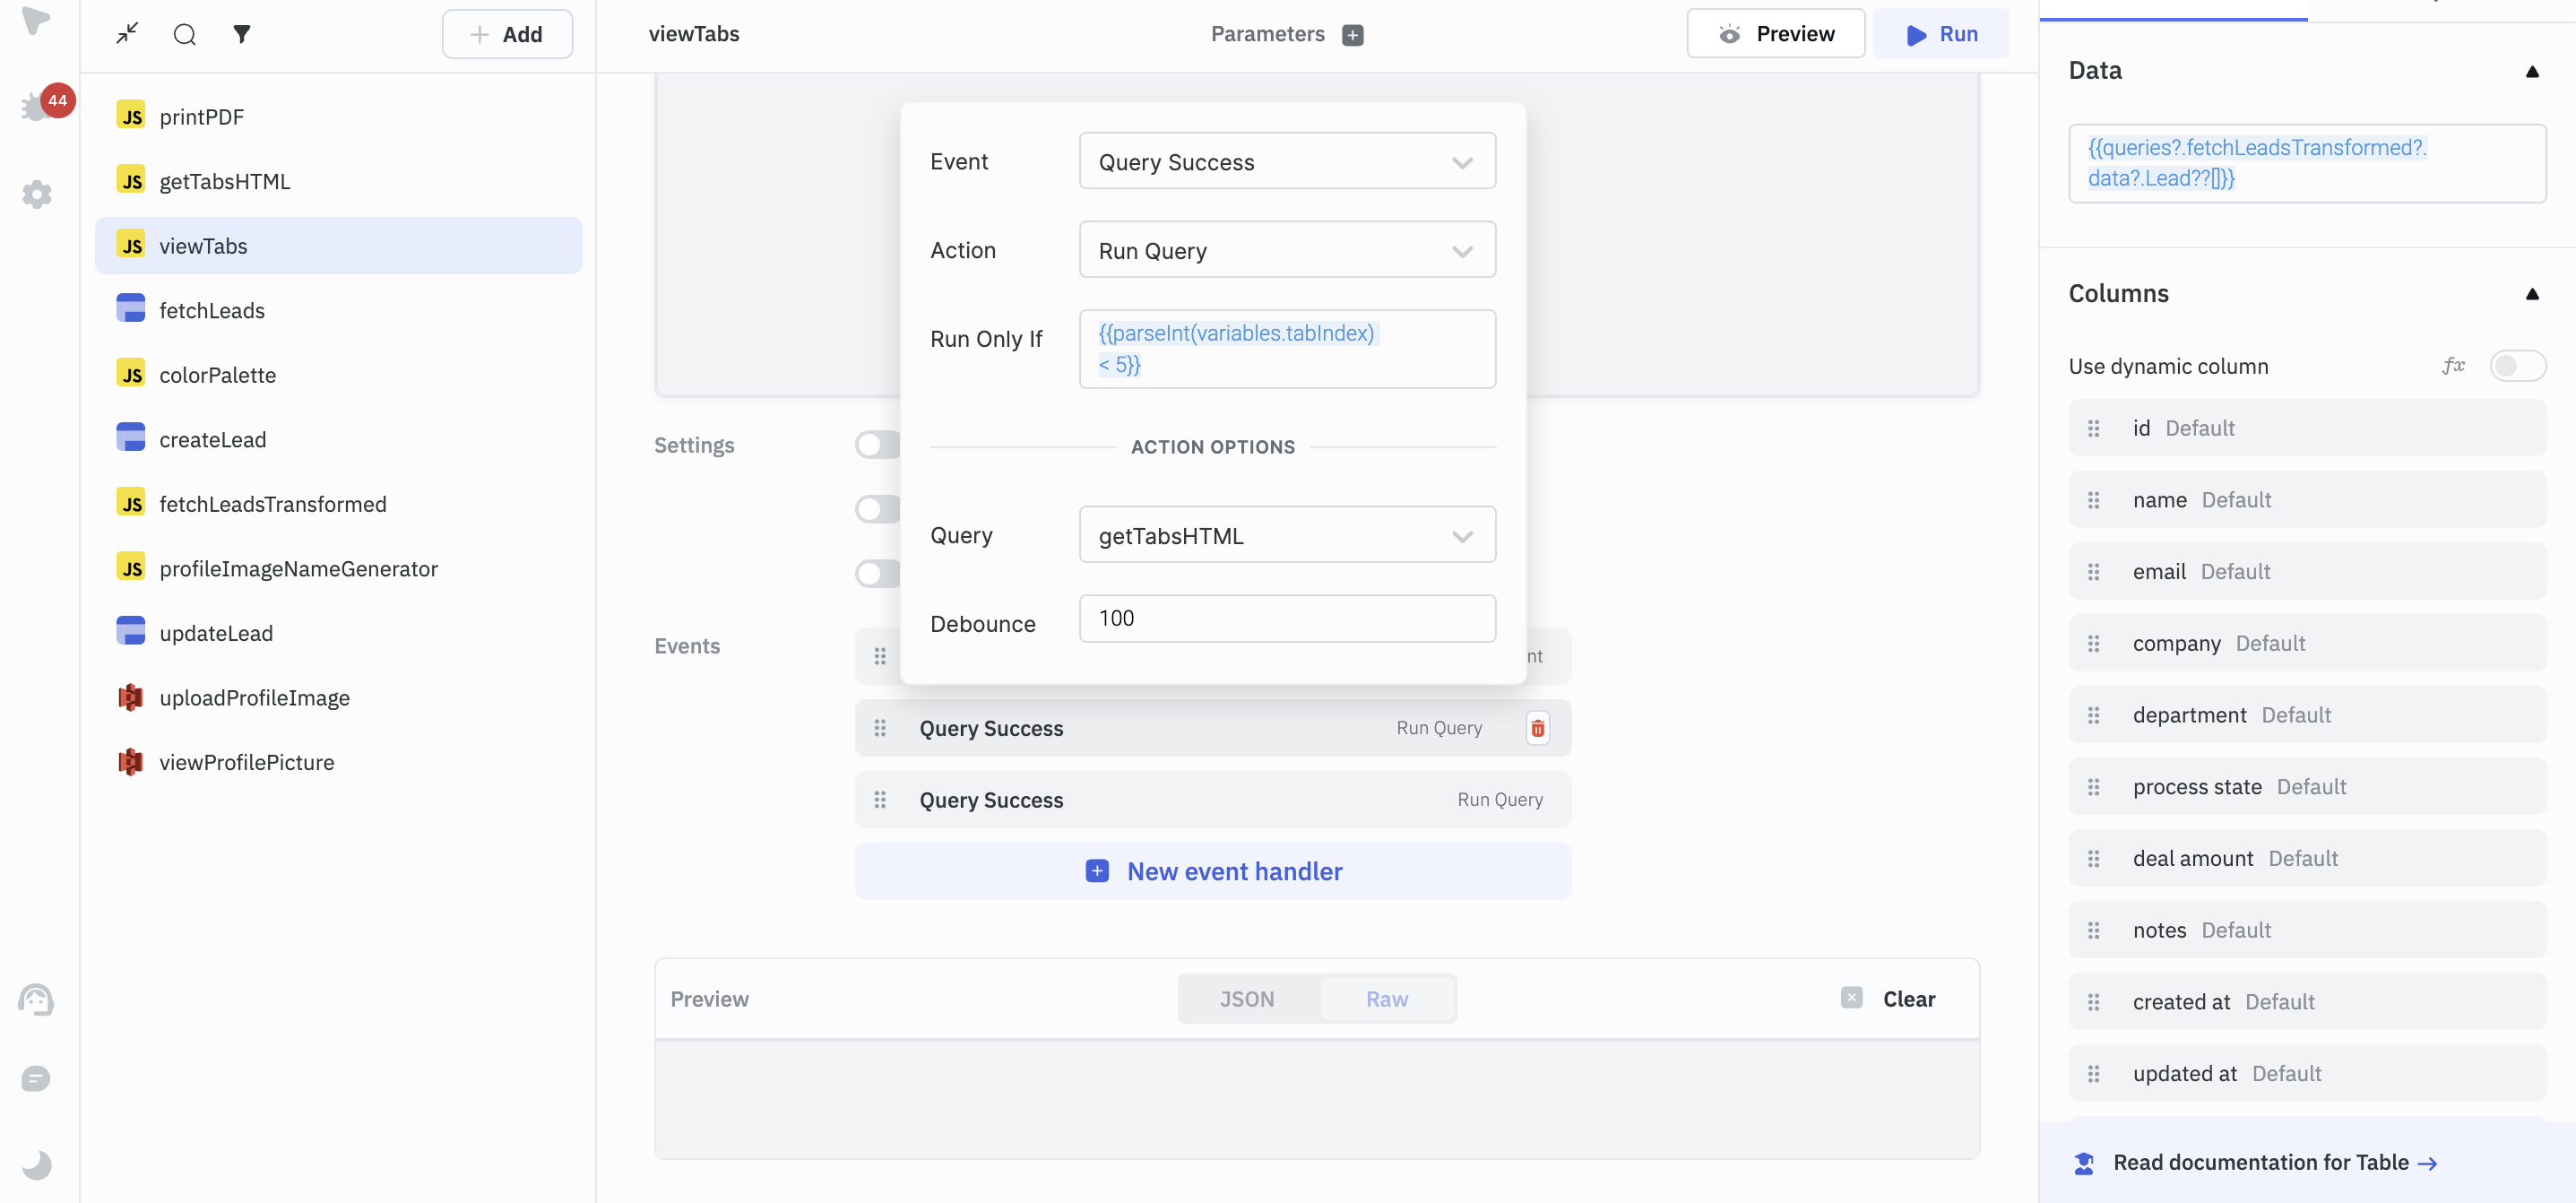 Add
viewTabs
Parameters
Preview
Run
44
JS printPDF
JS getTabsHTML
JS viewTabs
fetchLeads
JS colorPalette
createLead
JS fetchLeadsTransformed
JS profileImageNameGenerator
updateLead
uploadProfileImage
viewProfilePicture
Event
Query Success
Action
Run Query
Run Only If
{{parseInt(variables.tabIndex)
< 5}}
ACTION OPTIONS
Query
getTabsHTML
Debounce
100
Settings
Events
nt
Query Success Run Query
Query Success Run Query
New event handler
Preview
JSON
Raw
Clear
Data
{{queries?.fetchLeadsTransformed?.
data?.Lead??[]}}
Columns
Use dynamic column fx
id Default
name Default
email Default
company Default
department Default
process state Default
deal amount Default
notes Default
created at Default
updated at Default
Read documentation for Table →